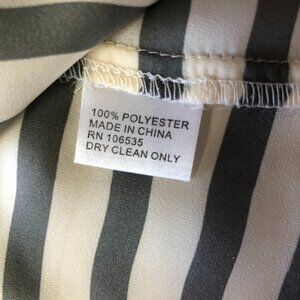 100% POLYESTER
MADE IN CHINA
RN 106535
DRY CLEAN ONLY